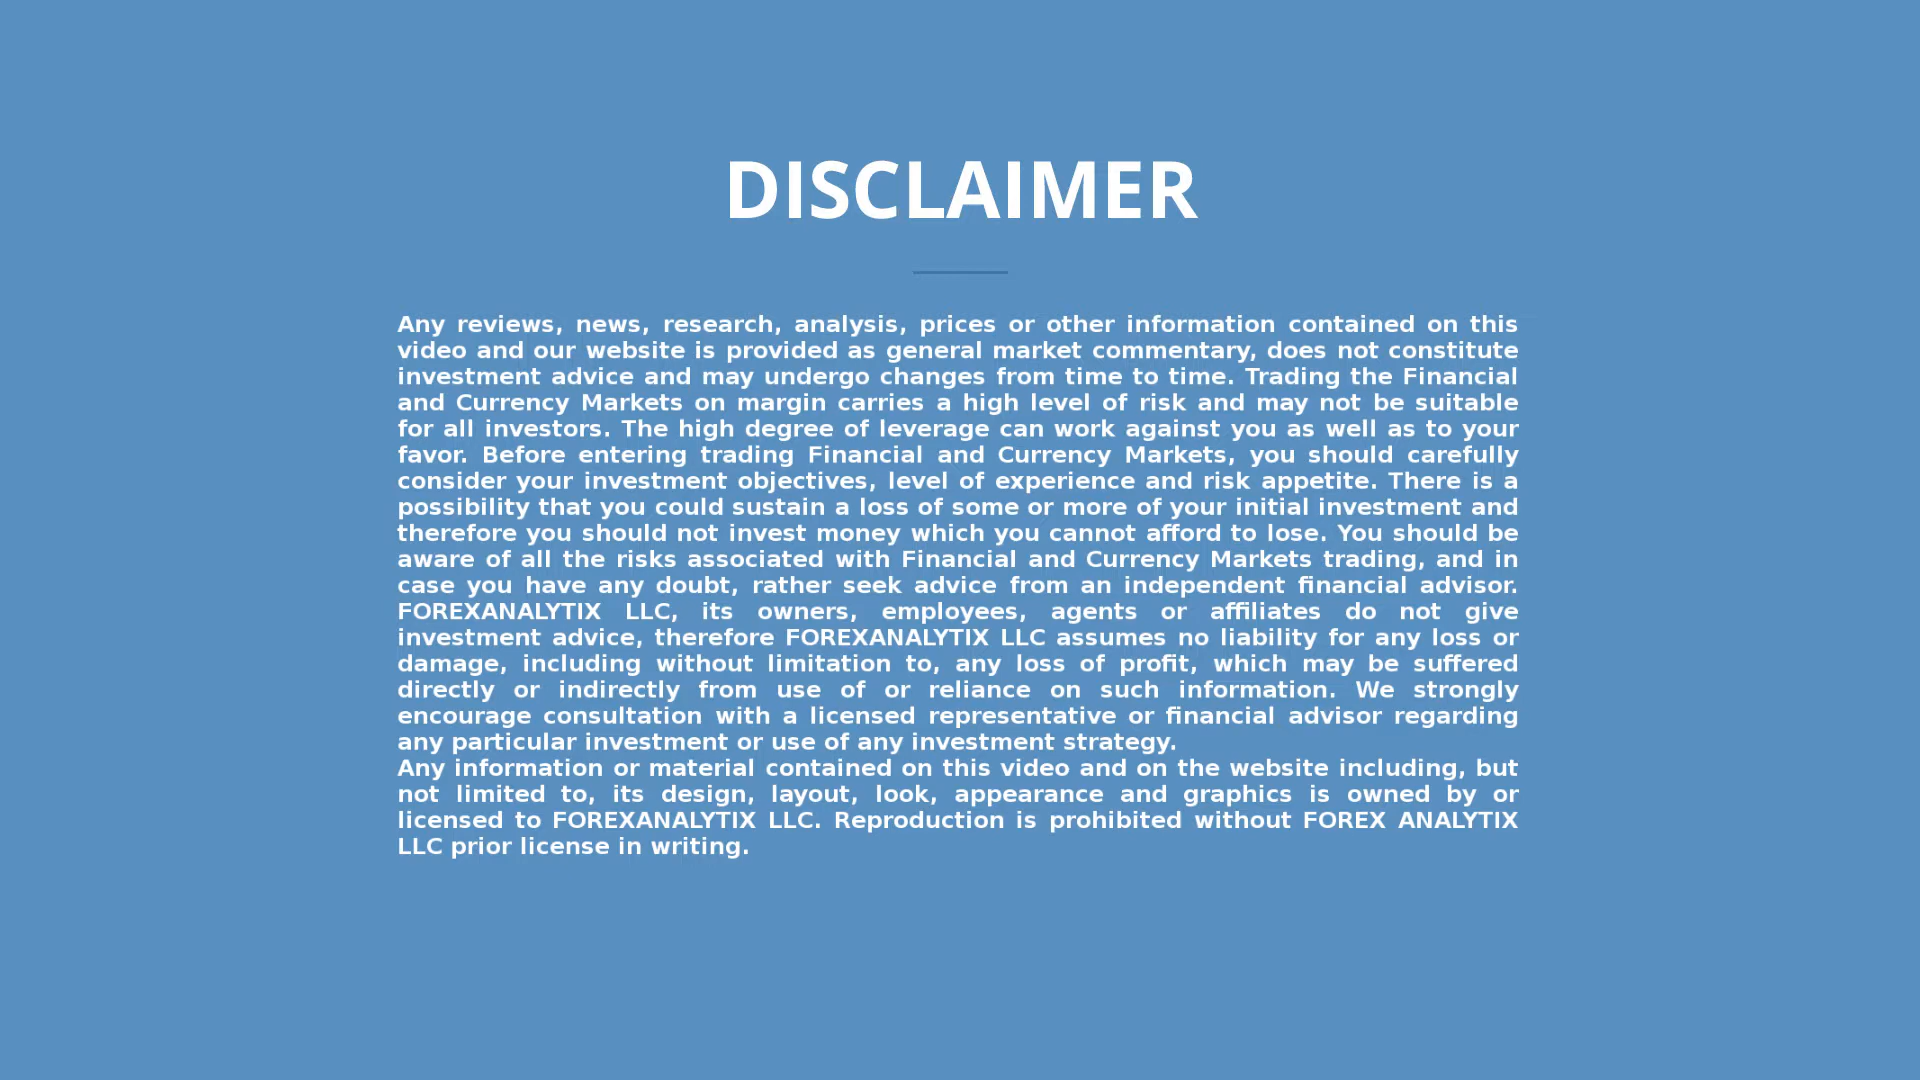 DISCLAIMER
Any reviews, news, research, analysis, prices or other information contained on this
video and our website is provided as general market commentary, does not constitute
investment advice and may undergo changes from time to time. Trading the Financial
and Currency Markets on margin carries a high level of risk and may not be suitable
for all investors. The high degree of leverage can work against you as well as to your
favor. Before entering trading Financial and Currency Markets, you should carefully
consider your investment objectives, level of experience and risk appetite. There is a
possibility that you could sustain a loss of some or more of your initial investment and
therefore you should not invest money which you cannot afford to lose. You should be
aware of all the risks associated with Financial and Currency Markets trading, and in
case you have any doubt, rather seek advice from an independent financial advisor.
FOREXANALYTIX LLC, its owners, employees, agents or affiliates do not give
investment advice, therefore FOREXANALYTIX LLC assumes no liability for any loss or
damage, including without limitation to, any loss of profit, which may be suffered
directly or indirectly from use of or reliance on such information. We strongly
encourage consultation with a licensed representative or financial advisor regarding
any particular investment or use of any investment strategy.
Any information or material contained on this video and on the website including, but
not limited to, its design, layout, look, appearance and graphics is owned by or
licensed to FOREXANALYTIX LLC. Reproduction is prohibited without FOREX ANALYTIX
LLC prior license in writing.